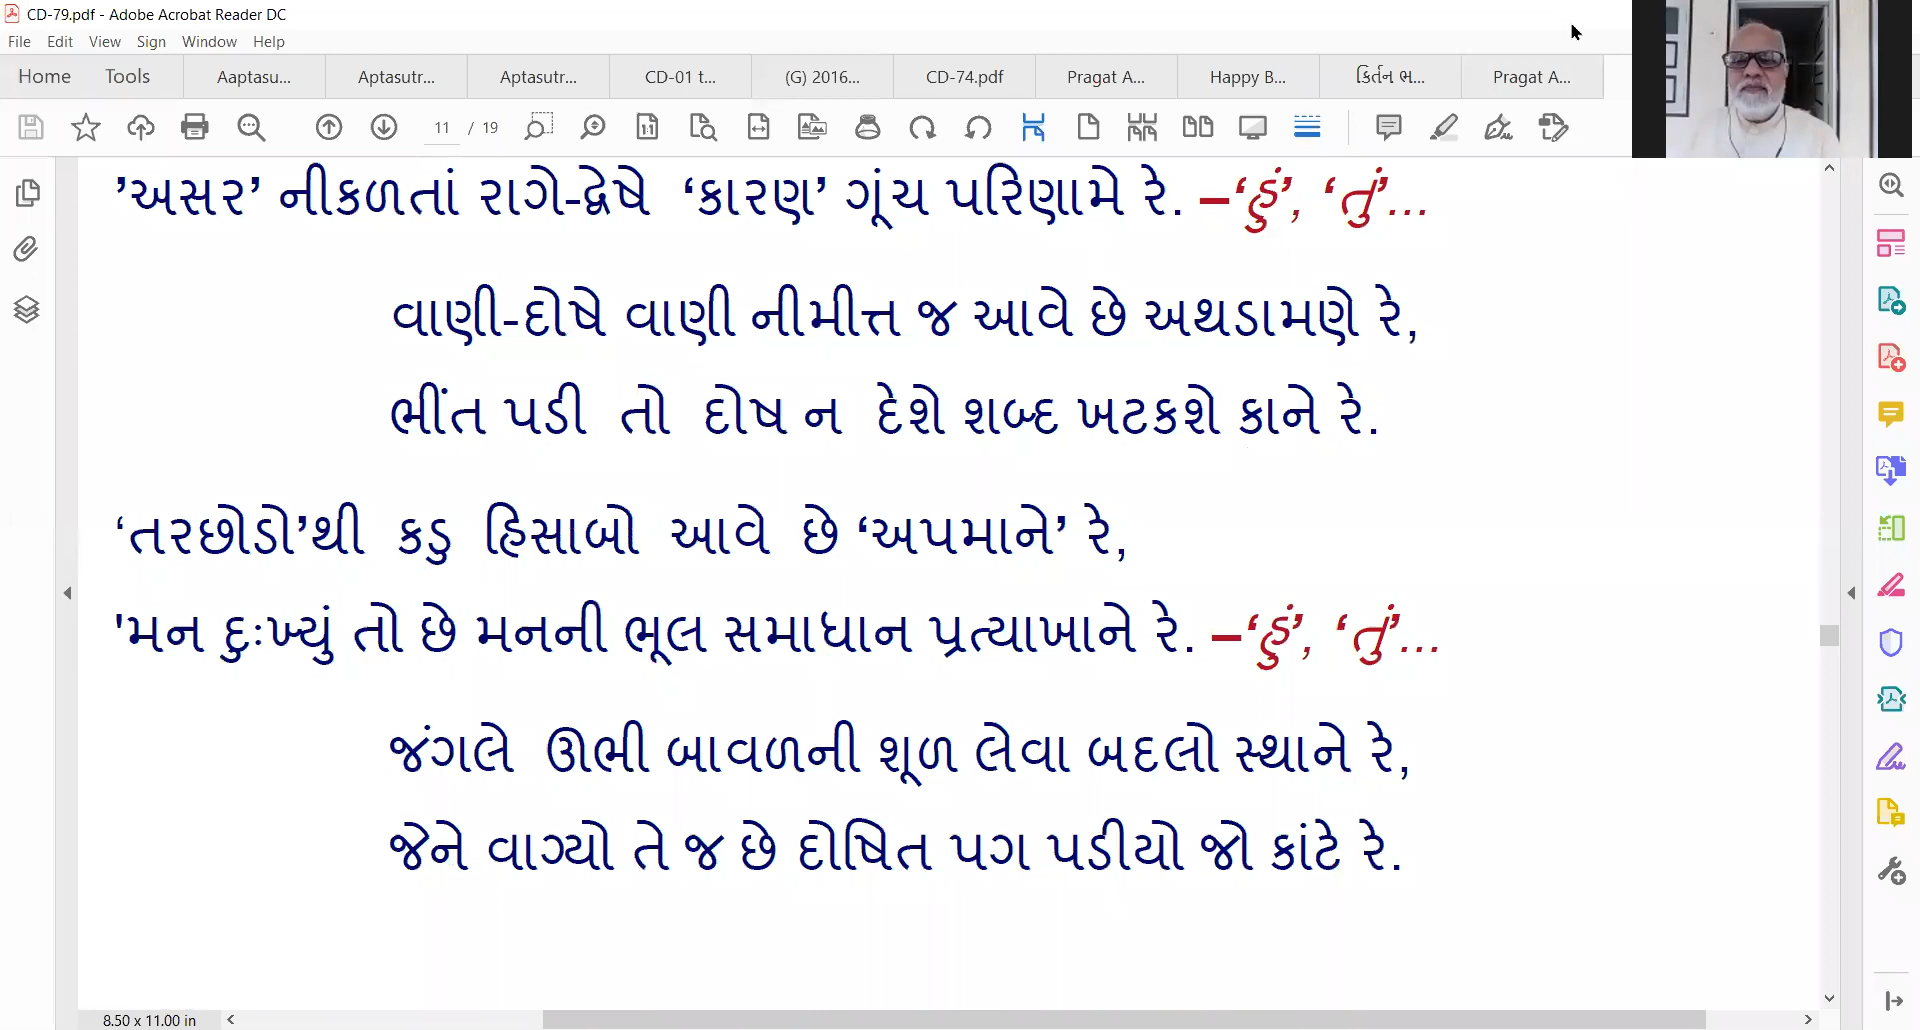 CD-79.pdf - Adobe Acrobat Reader DC
File Edit View Sign Window Help
Home Tools Aaptasu... Aptasutr... Aptasutr... CD-01 t... (G) 2016... CD-74.pdf Pragat A... Happy B... કિર્તન ભ... Pragat A...
11 / 19
’અસર’ નીકળતાં રાગે-દ્વેષે ‘કારણ’ ગૂંચ પરિણામે રે. –‘હું’, ‘તું’...
વાણી-દોષે વાણી નીમીત્ત જ આવે છે અથડામણે રે,
ભીંત પડી તો દોષ ન દેશે શબ્દ ખટકશે કાને રે.
‘તરછોડો’થી કડુ હિસાબો આવે છે ‘અપમાને’ રે,
'મન દુઃખ્યું તો છે મનની ભૂલ સમાધાન પ્રત્યાખાને રે. –‘હું’, ‘તું’...
જંગલે ઊભી બાવળની શૂળ લેવા બદલો સ્થાને રે,
જેને વાગ્યો તે જ છે દોષિત પગ પડીયો જો કાંટે રે.
8.50 x 11.00 in